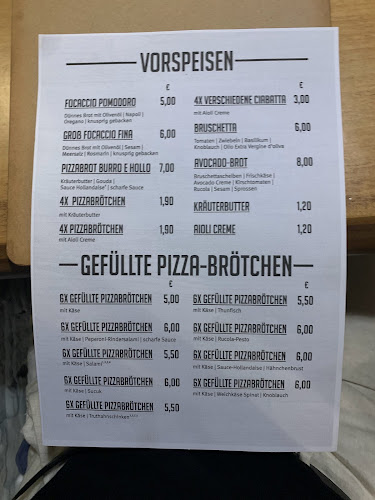 VORSPEISEN
€
FOCACCIO POMODORO 5,00
Dünnes Brot mit Olivenöl | Napoli |
Oregano | knusprig gebacken
GROß FOCACCIO FINA 6,00
Dünnes Brot mit Olivenöl | Sesam |
Meersalz | Rosmarin | knusprig gebacken
PIZZABROT BURRO E HOLLO 7,00
Kräuterbutter | Gouda |
Sauce Hollandaise | scharfe Sauce
4X PIZZABRÖTCHEN 1,90
mit Kräuterbutter
4X PIZZABRÖTCHEN 1,90
mit Aioli Creme
€
4X VERSCHIEDENE CIABATTA 3,00
mit Aioli Creme
BRUSCHETTA 6,00
Tomaten | Zwiebeln | Basilikum |
Knoblauch | Olio Extra Vergine d'oliva
AVOCADO-BROT 8,00
Bruschettascheiben | Frischkäse |
Avocado Creme | Kirschtomaten |
Rucola | Sesam | Sprossen
KRÄUTERBUTTER 1,20
AIOLI CREME 1,20
GEFÜLLTE PIZZA-BRÖTCHEN
€
6X GEFÜLLTE PIZZABRÖTCHEN 5,00
mit Käse
6X GEFÜLLTE PIZZABRÖTCHEN 6,00
mit Käse | Peperoni-Rindersalami | scharfe Sauce
6X GEFÜLLTE PIZZABRÖTCHEN 5,50
mit Käse | Salami
6X GEFÜLLTE PIZZABRÖTCHEN 6,00
mit Käse | Sucuk
6X GEFÜLLTE PIZZABRÖTCHEN 5,50
mit Käse | Truthahnschinken
€
6X GEFÜLLTE PIZZABRÖTCHEN 5,50
mit Käse | Thunfisch
6X GEFÜLLTE PIZZABRÖTCHEN 6,00
mit Käse | Rucola-Pesto
6X GEFÜLLTE PIZZABRÖTCHEN 6,00
mit Käse | Sauce-Hollandaise | Hähnchenbrust
6X GEFÜLLTE PIZZABRÖTCHEN 6,00
mit Käse | Weichkäse Spinat | Knoblauch